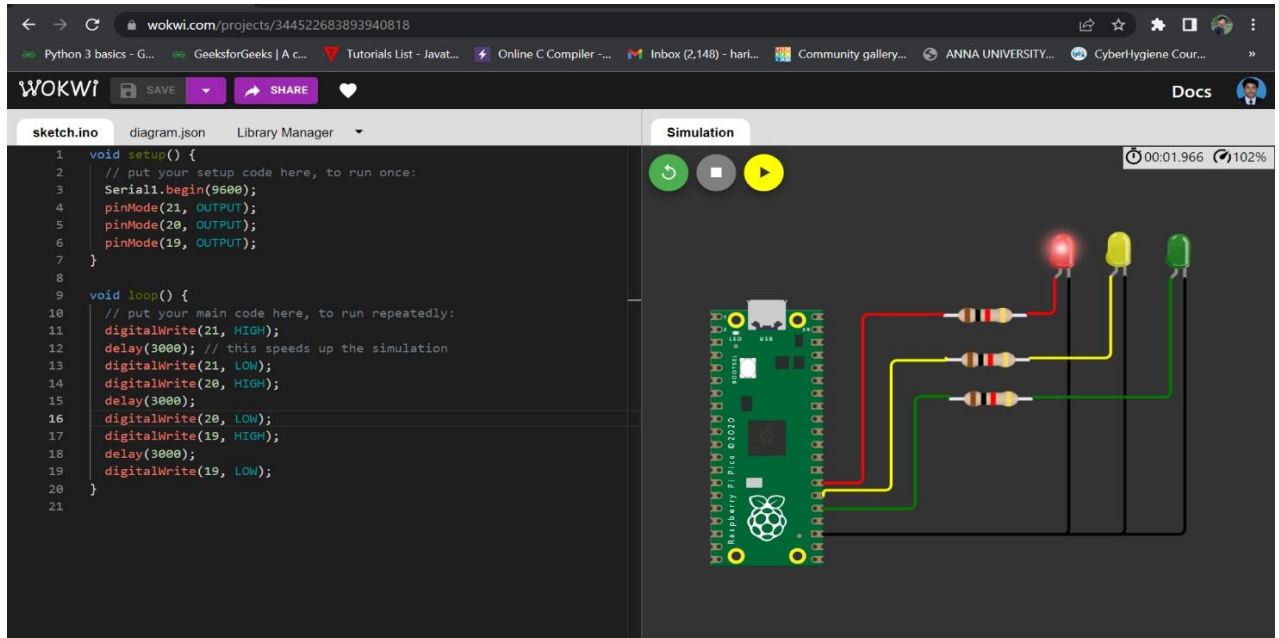 wokwi.com/projects/344522683893940818
Python 3 basics - G... GeeksforGeeks | A c... Tutorials List - Javat... Online C Compiler -... Inbox (2,148) - hari... Community gallery... ANNA UNIVERSITY... CyberHygiene Cour... »
WOKWi SAVE SHARE Docs
sketch.ino diagram.json Library Manager
1 void setup() {
2 // put your setup code here, to run once:
3 Serial1.begin(9600);
4 pinMode(21, OUTPUT);
5 pinMode(20, OUTPUT);
6 pinMode(19, OUTPUT);
7 }
8
9 void loop() {
10 // put your main code here, to run repeatedly:
11 digitalWrite(21, HIGH);
12 delay(3000); // this speeds up the simulation
13 digitalWrite(21, LOW);
14 digitalWrite(20, HIGH);
15 delay(3000);
16 digitalWrite(20, LOW);
17 digitalWrite(19, HIGH);
18 delay(3000);
19 digitalWrite(19, LOW);
20 }
21
Simulation
00:01.966 102%
LED USB
BOOTSEL
Raspberry Pi Pico ©2020